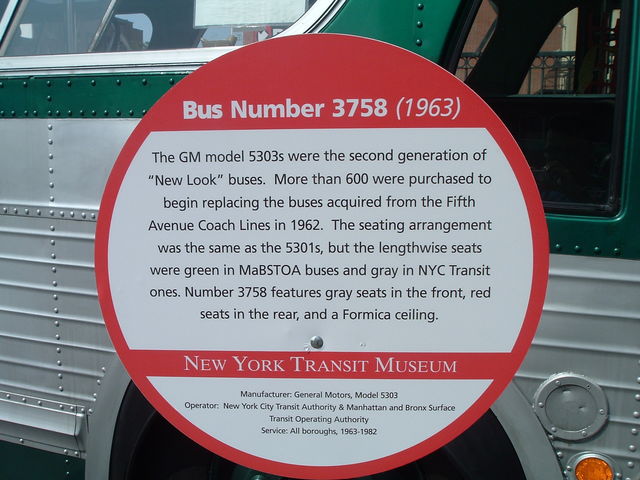 Bus Number 3758 (1963)
The GM model 5303s were the second generation of
“New Look” buses. More than 600 were purchased to
begin replacing the buses acquired from the Fifth
Avenue Coach Lines in 1962. The seating arrangement
was the same as the 5301s, but the lengthwise seats
were green in MaBSTOA buses and gray in NYC Transit
ones. Number 3758 features gray seats in the front, red
seats in the rear, and a Formica ceiling.
NEW YORK TRANSIT MUSEUM
Manufacturer: General Motors, Model 5303
Operator: New York City Transit Authority & Manhattan and Bronx Surface
Transit Operating Authority
Service: All boroughs, 1963-1982